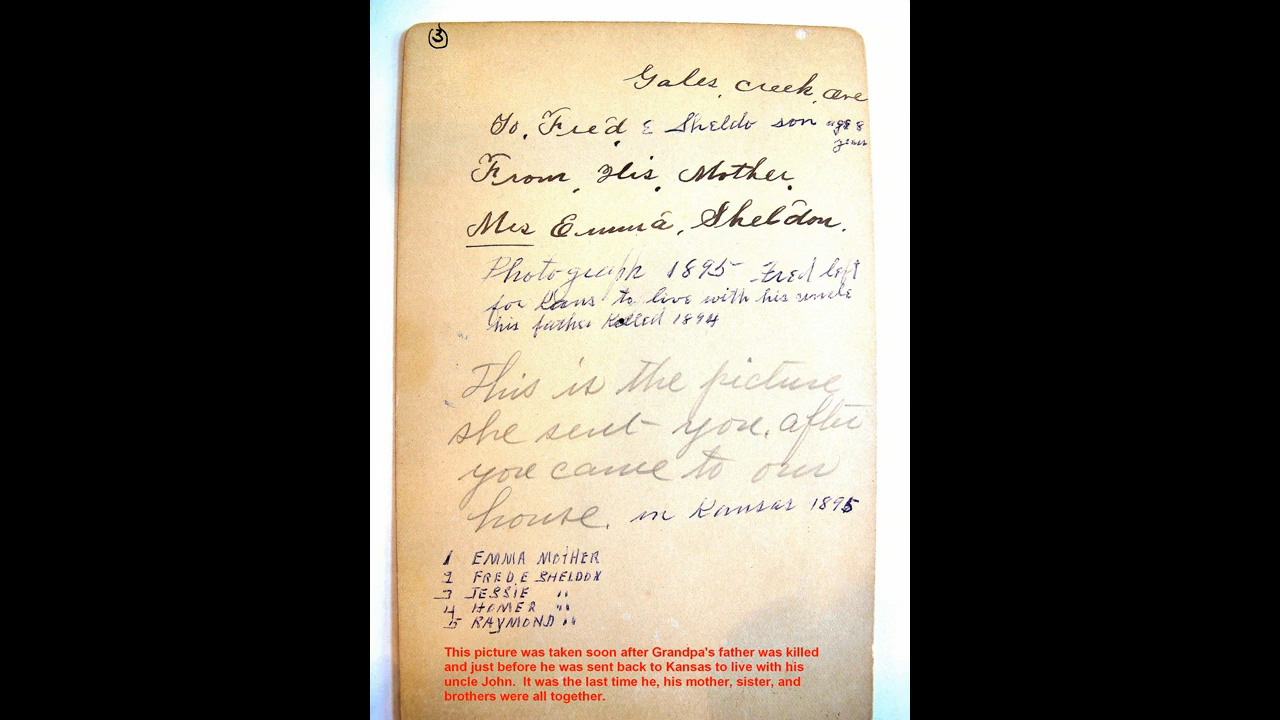 3
Gales, creek, ore
To, Fred E Sheldo son age 8
years
From, His, Mother,
Mrs Emma, Sheldon.
Photograph 1895 Fred left
for Kans to live with his uncle
his father Killed 1894
This is the picture
she sent you, after
you came to our
house. in Kansas 1895
1 EMMA MOTHER
2 FRED E SHELDON
3 JESSIE "
4 HOMER "
5 RAYMOND "
This picture was taken soon after Grandpa's father was killed
and just before he was sent back to Kansas to live with his
uncle John.  It was the last time he, his mother, sister, and
brothers were all together.